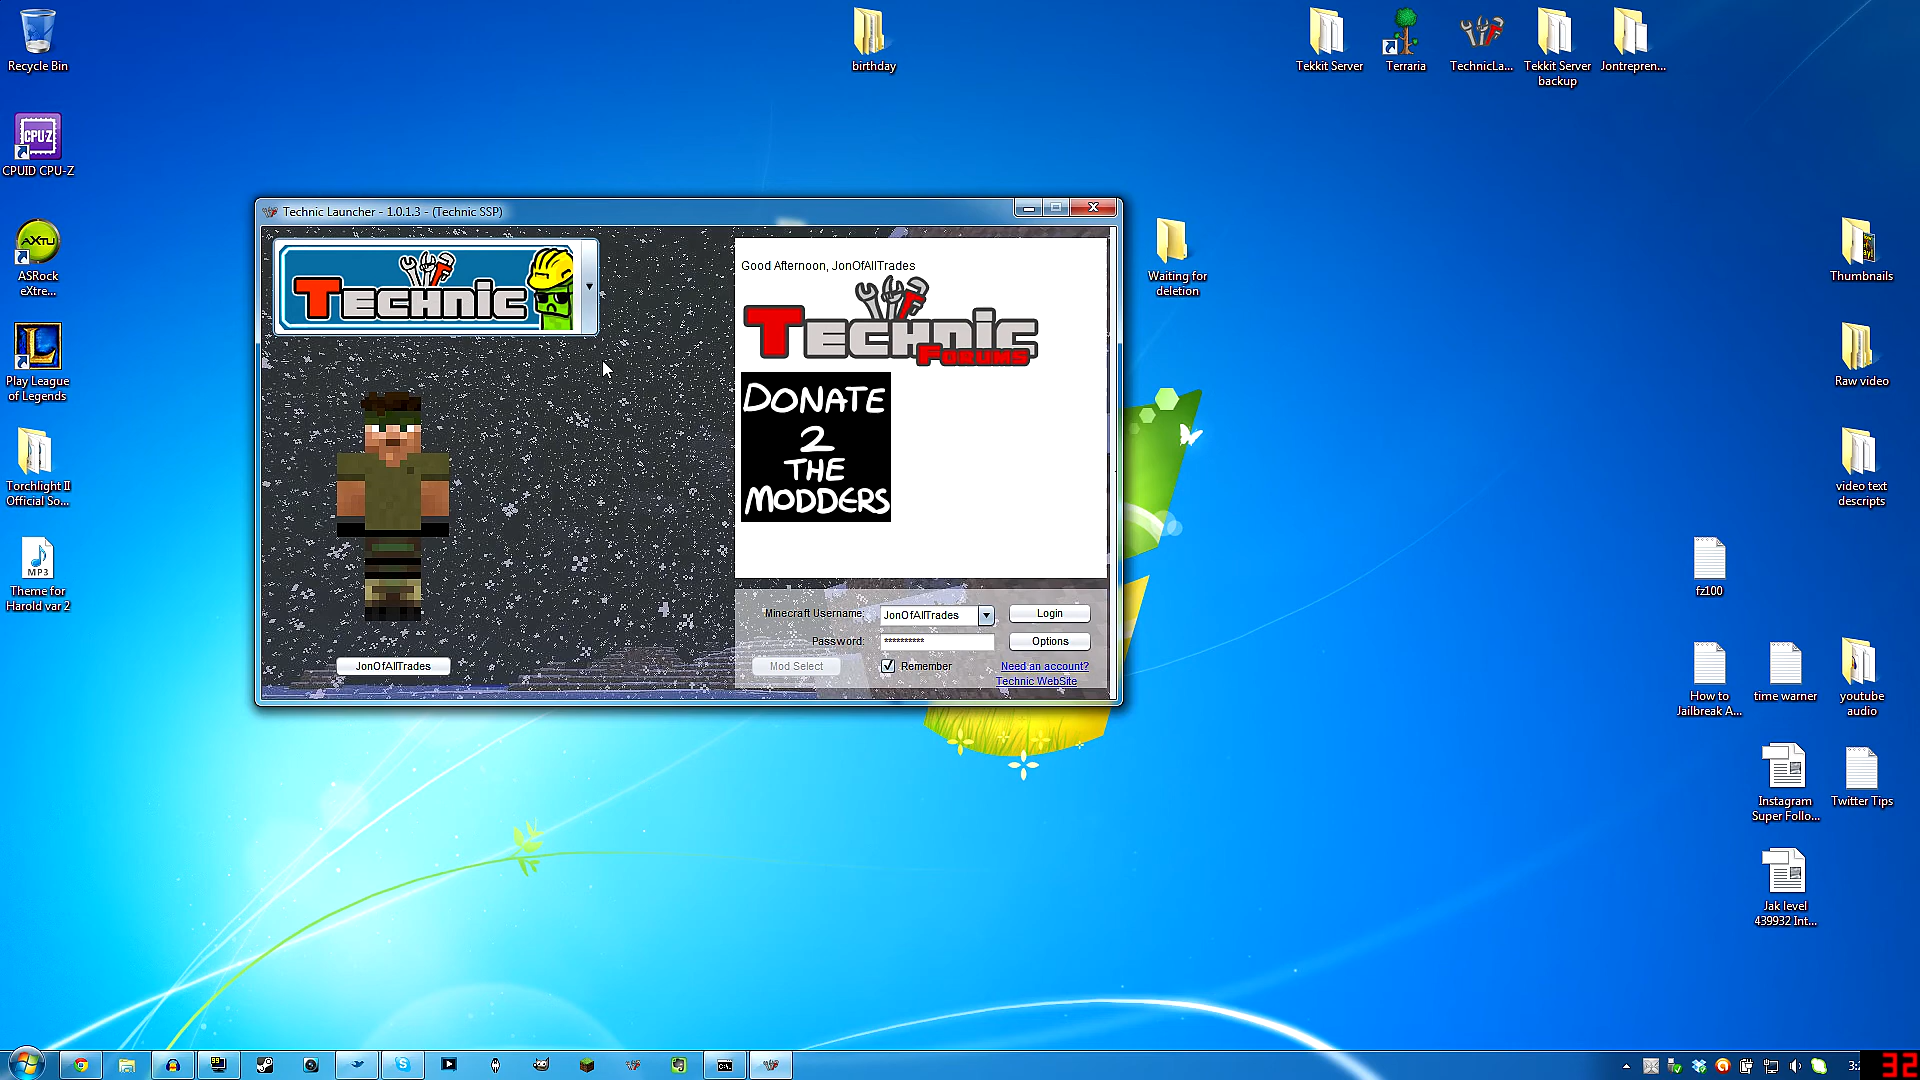 Recycle Bin
birthday
Tekkit Server
Terraria
TechnicLa...
Tekkit Server
backup
Jontrepren...
CPU-Z
CPUID CPU-Z
AXTU
ASRock
eXtre...
Play League
of Legends
Torchlight II
Official So...
MP3
Theme for
Harold var 2
Technic Launcher - 1.0.1.3 - (Technic SSP)
TECHNIC
JonOfAllTrades
Good Afternoon, JonOfAllTrades
TECHNIC
FORUMS
DONATE
2
THE
MODDERS
Minecraft Username:
JonOfAllTrades
Login
Password:
**********
Options
Mod Select
Remember
Need an account?
Technic WebSite
Waiting for
deletion
Thumbnails
Raw video
video text
descripts
fz100
How to
Jailbreak A...
time warner
youtube
audio
Instagram
Super Follo...
Twitter Tips
Jak level
439932 Int...
99
C:\
32